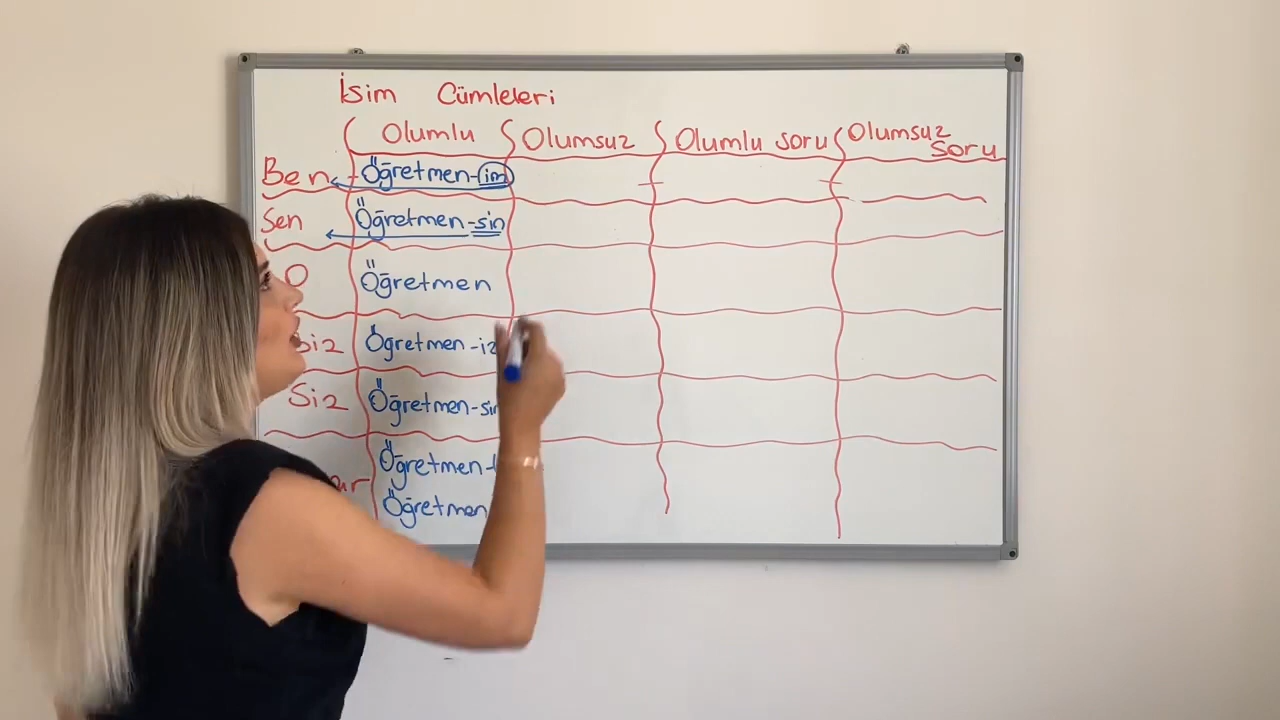 İsim Cümleleri
Olumlu Olumsuz Olumlu soru Olumsuz soru
Ben Öğretmen-im
Sen Öğretmen-sin
O Öğretmen
Öğretmen-iz
Siz Öğretmen-sin
Öğretmen-
Öğretmen